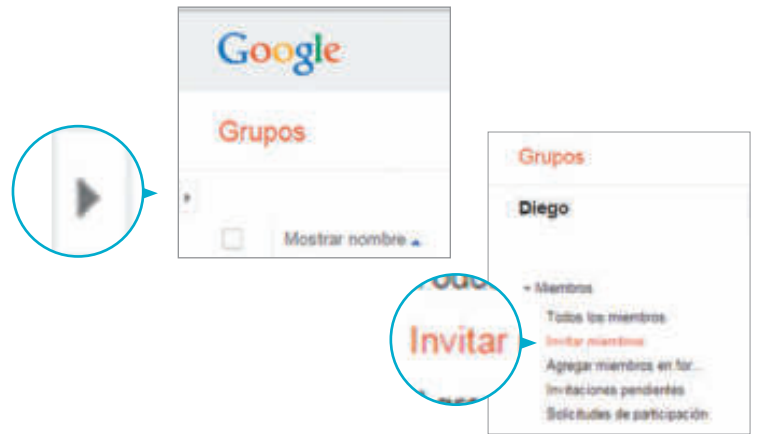 Google
Grupos
Mostrar nombre
Grupos
Diego
Miembros
Todos los miembros
Invitar
Invitar miembros
Agregar miembros en for...
Invitaciones pendientes
Solicitudes de participación